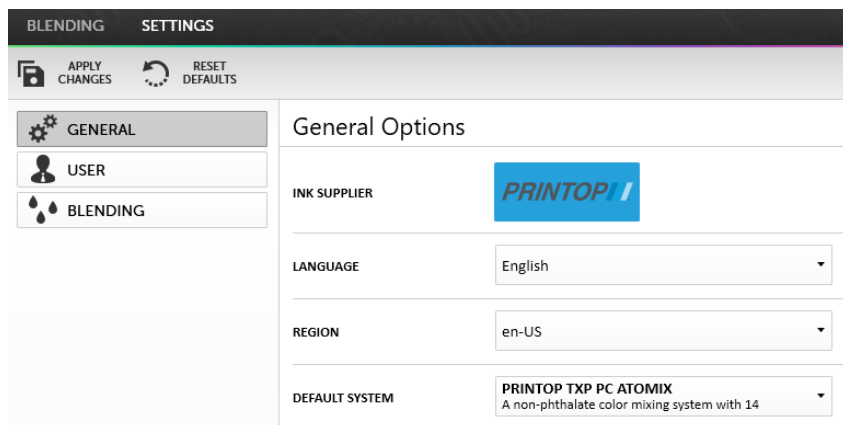 BLENDING SETTINGS
APPLY CHANGES RESET DEFAULTS
GENERAL
USER
BLENDING
General Options
INK SUPPLIER PRINTOP
LANGUAGE English
REGION en-US
DEFAULT SYSTEM PRINTOP TXP PC ATOMIX
A non-phthalate color mixing system with 14